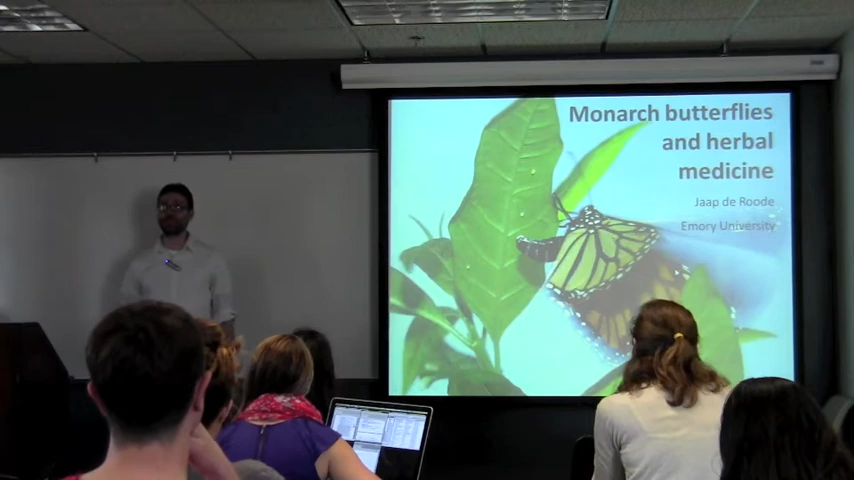 Monarch butterflies
and herbal
medicine
Jaap de Roode
Emory University